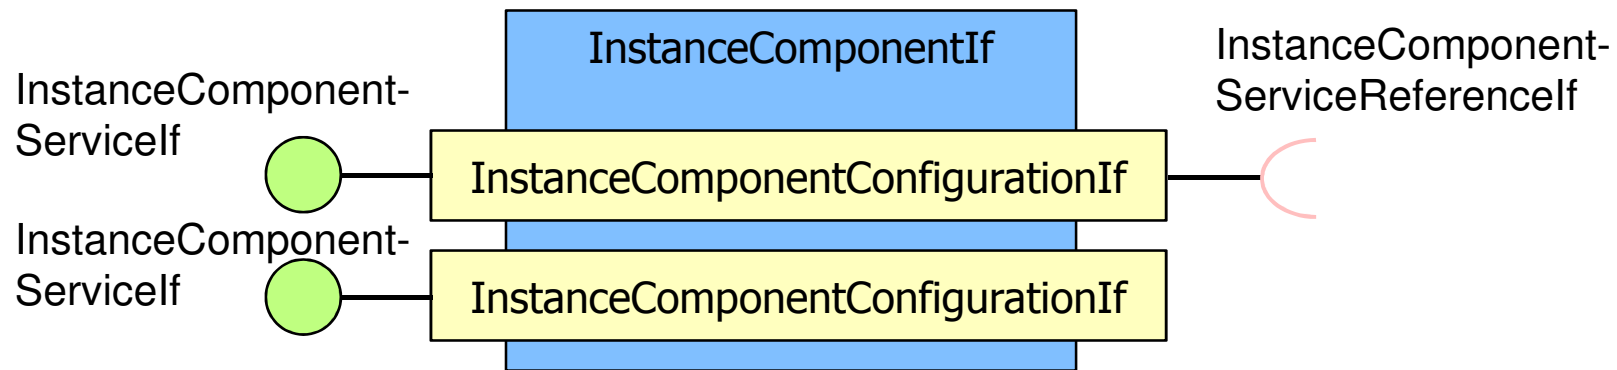 InstanceComponentIf
InstanceComponent-
ServiceReferenceIf
InstanceComponent-
ServiceIf
InstanceComponentConfigurationIf
InstanceComponent-
ServiceIf
InstanceComponentConfigurationIf